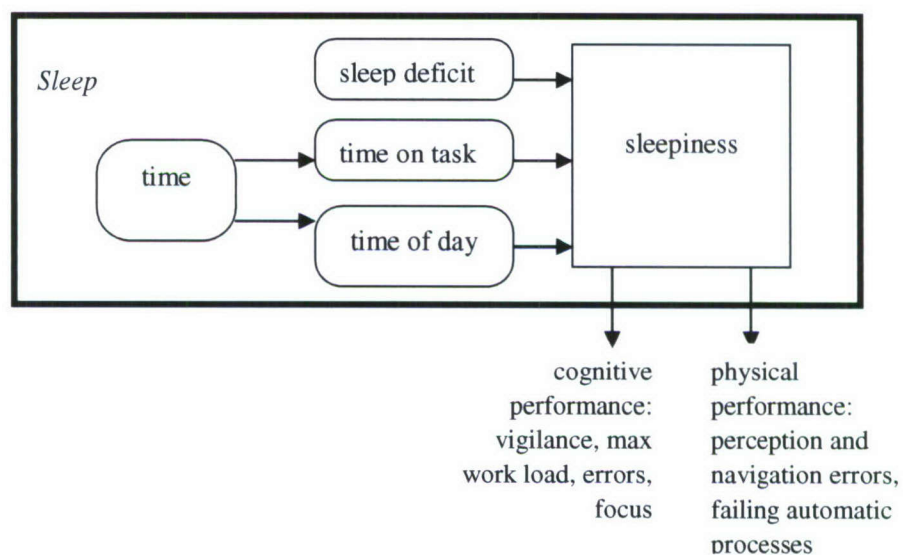 Sleep
sleep deficit
time on task
time
time of day
sleepiness
cognitive
performance:
vigilance, max
work load, errors,
focus
physical
performance:
perception and
navigation errors,
failing automatic
processes